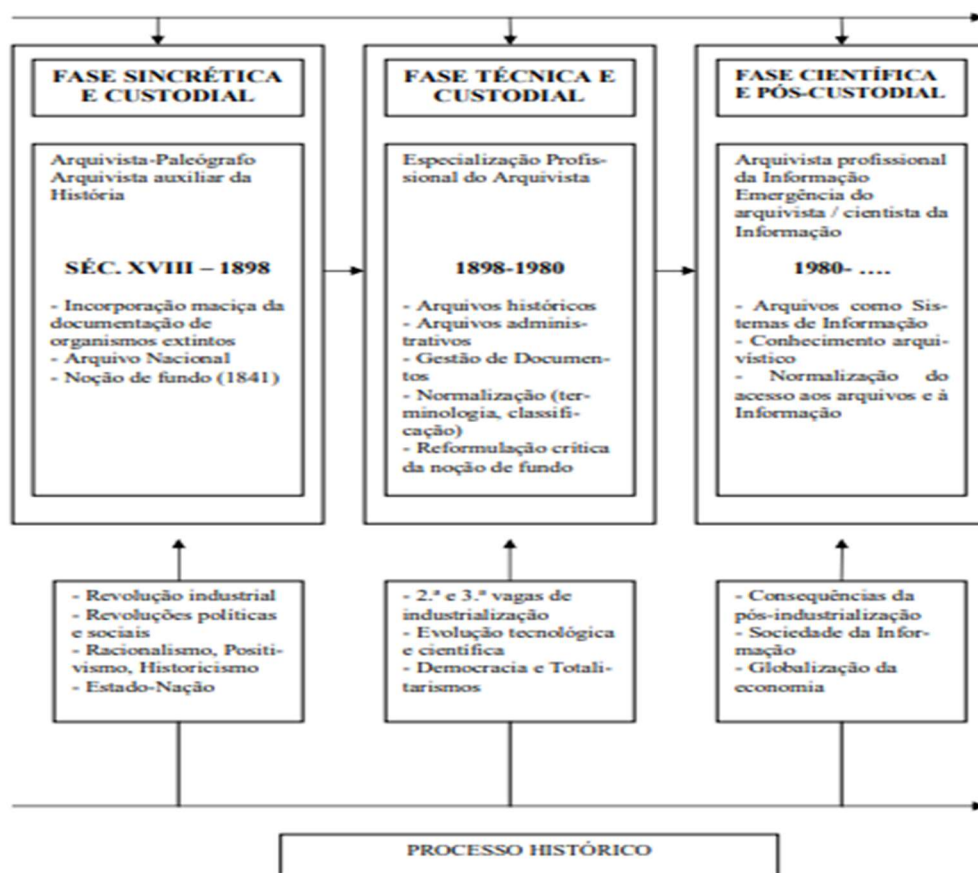 FASE SINCRÉTICA
E CUSTODIAL
Arquivista-Paleógrafo
Arquivista auxiliar da
História
SÉC. XVIII – 1898
- Incorporação maciça da
documentação de
organismos extintos
- Arquivo Nacional
- Noção de fundo (1841)
FASE TÉCNICA E
CUSTODIAL
Especialização Profis-
sional do Arquivista
1898-1980
- Arquivos históricos
- Arquivos adminis-
trativos
- Gestão de Documen-
tos
- Normalização (ter-
minologia, classifi-
cação)
- Reformulação crítica
da noção de fundo
FASE CIENTÍFICA
E PÓS-CUSTODIAL
Arquivista profissional
da Informação
Emergência do
arquivista / cientista da
Informação
1980- ....
- Arquivos como Sis-
temas de Informação
- Conhecimento arqui-
vístico
- Normalização do
acesso aos arquivos e à
Informação
- Revolução industrial
- Revoluções políticas
e sociais
- Racionalismo, Positi-
vismo, Historicismo
- Estado-Nação
- 2.ª e 3.ª vagas de
industrialização
- Evolução tecnológica
e científica
- Democracia e Totali-
tarismos
- Consequências da
pós-industrialização
- Sociedade da Infor-
mação
- Globalização da
economia
PROCESSO HISTÓRICO